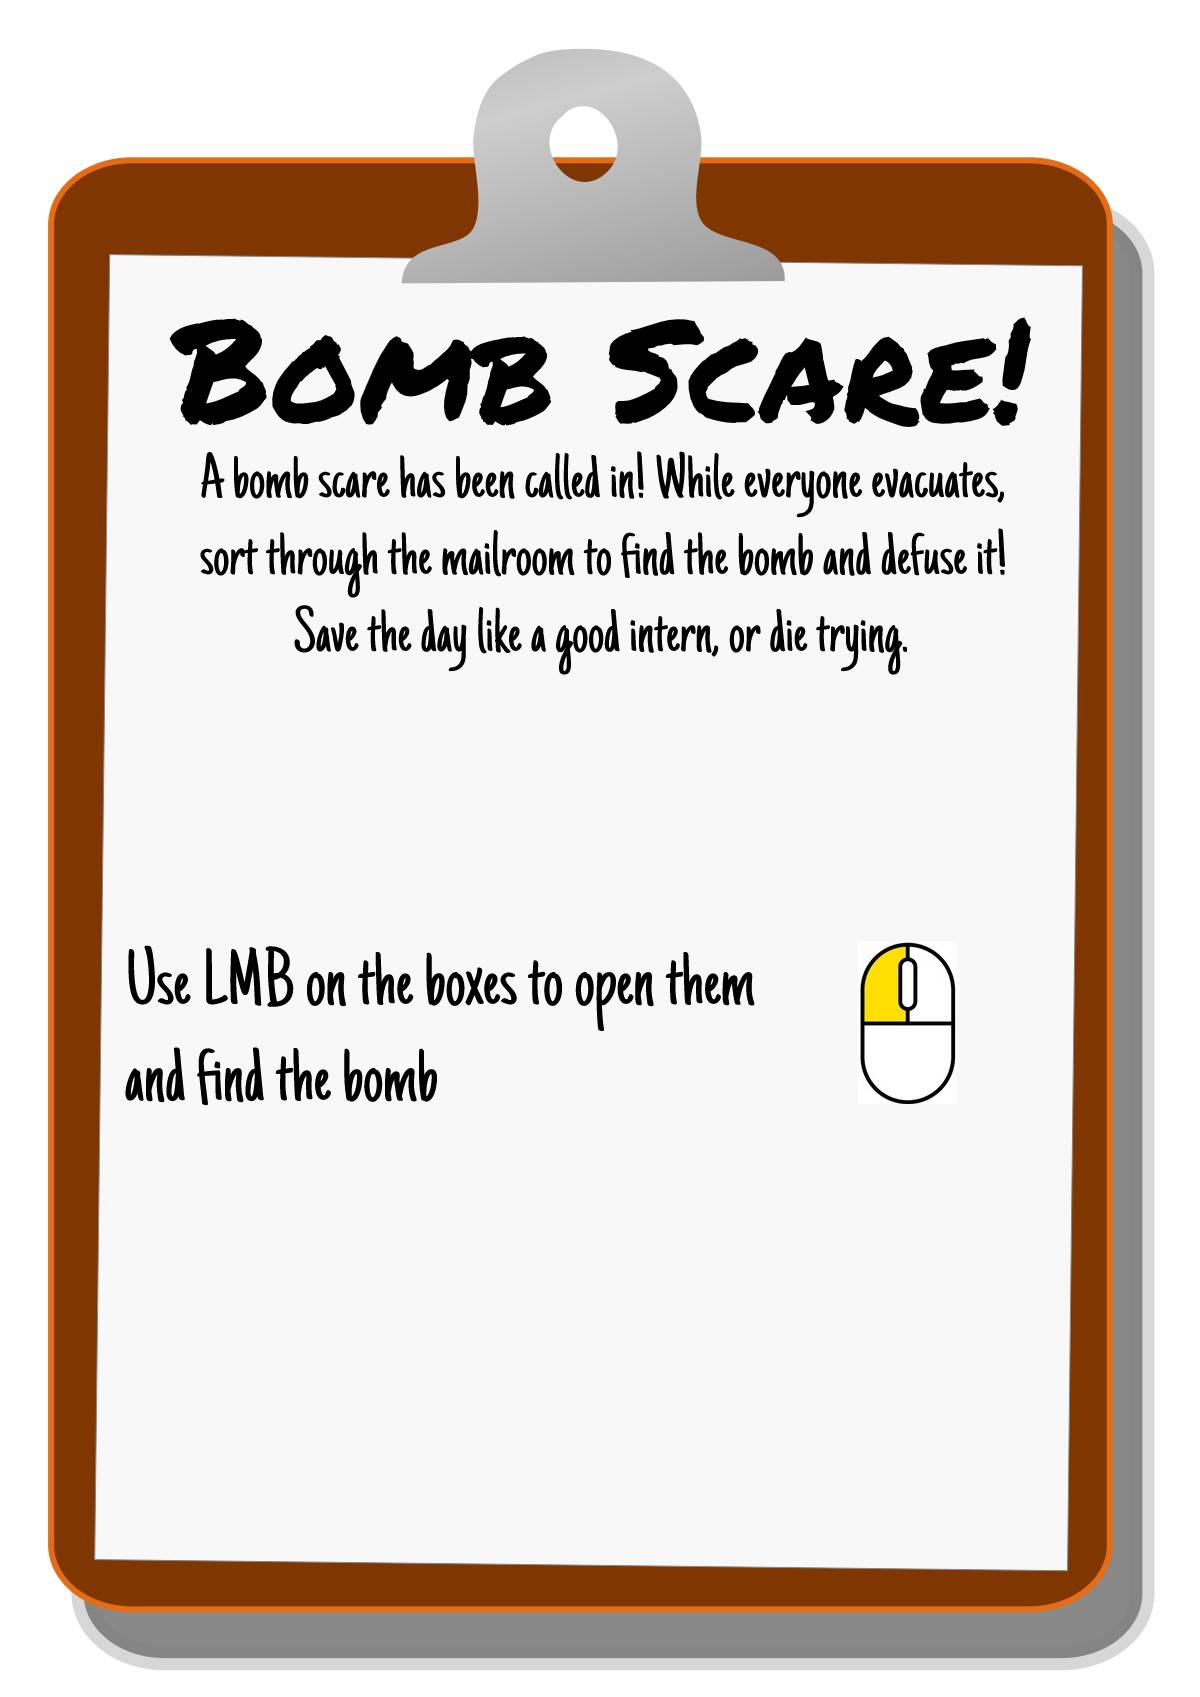 Bomb Scare!
A bomb scare has been called in! While everyone evacuates,
sort through the mailroom to find the bomb and defuse it!
Save the day like a good intern, or die trying.
Use LMB on the boxes to open them
and find the bomb